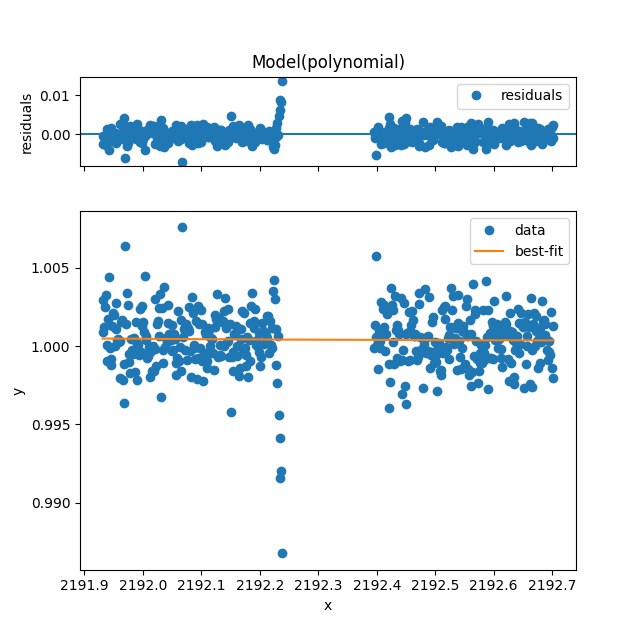 Model(polynomial)
residuals
0.01
0.00
residuals
data
best-fit
y
1.005
1.000
0.995
0.990
2191.9 2192.0 2192.1 2192.2 2192.3 2192.4 2192.5 2192.6 2192.7
x